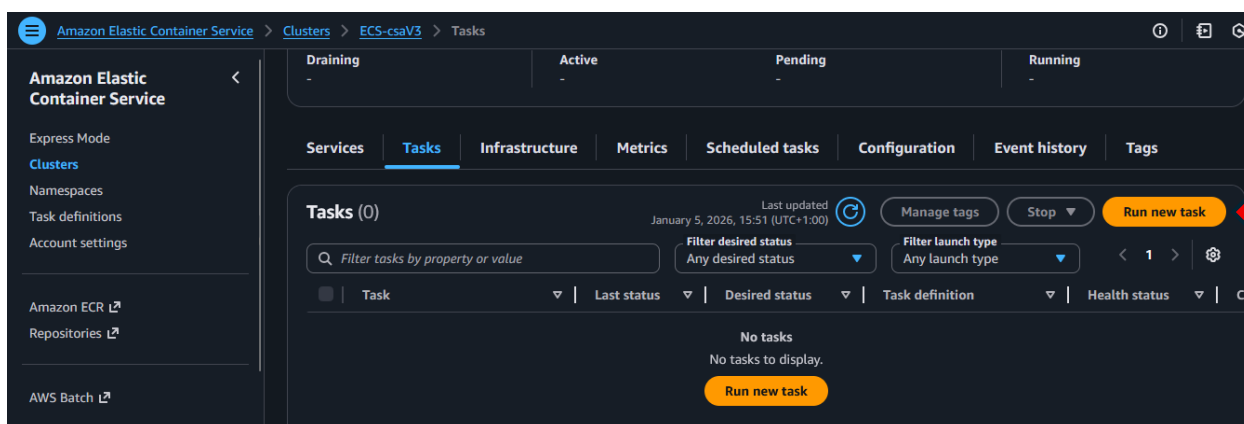 Amazon Elastic Container Service > Clusters > ECS-csaV3 > Tasks
Amazon Elastic
Container Service
Express Mode
Clusters
Namespaces
Task definitions
Account settings
Amazon ECR
Repositories
AWS Batch
Draining Active Pending Running
- - - -
Services Tasks Infrastructure Metrics Scheduled tasks Configuration Event history Tags
Tasks (0)
Last updated
January 5, 2026, 15:51 (UTC+1:00)
Manage tags Stop Run new task
Filter tasks by property or value
Filter desired status
Any desired status
Filter launch type
Any launch type
< 1 >
Task Last status Desired status Task definition Health status
No tasks
No tasks to display.
Run new task